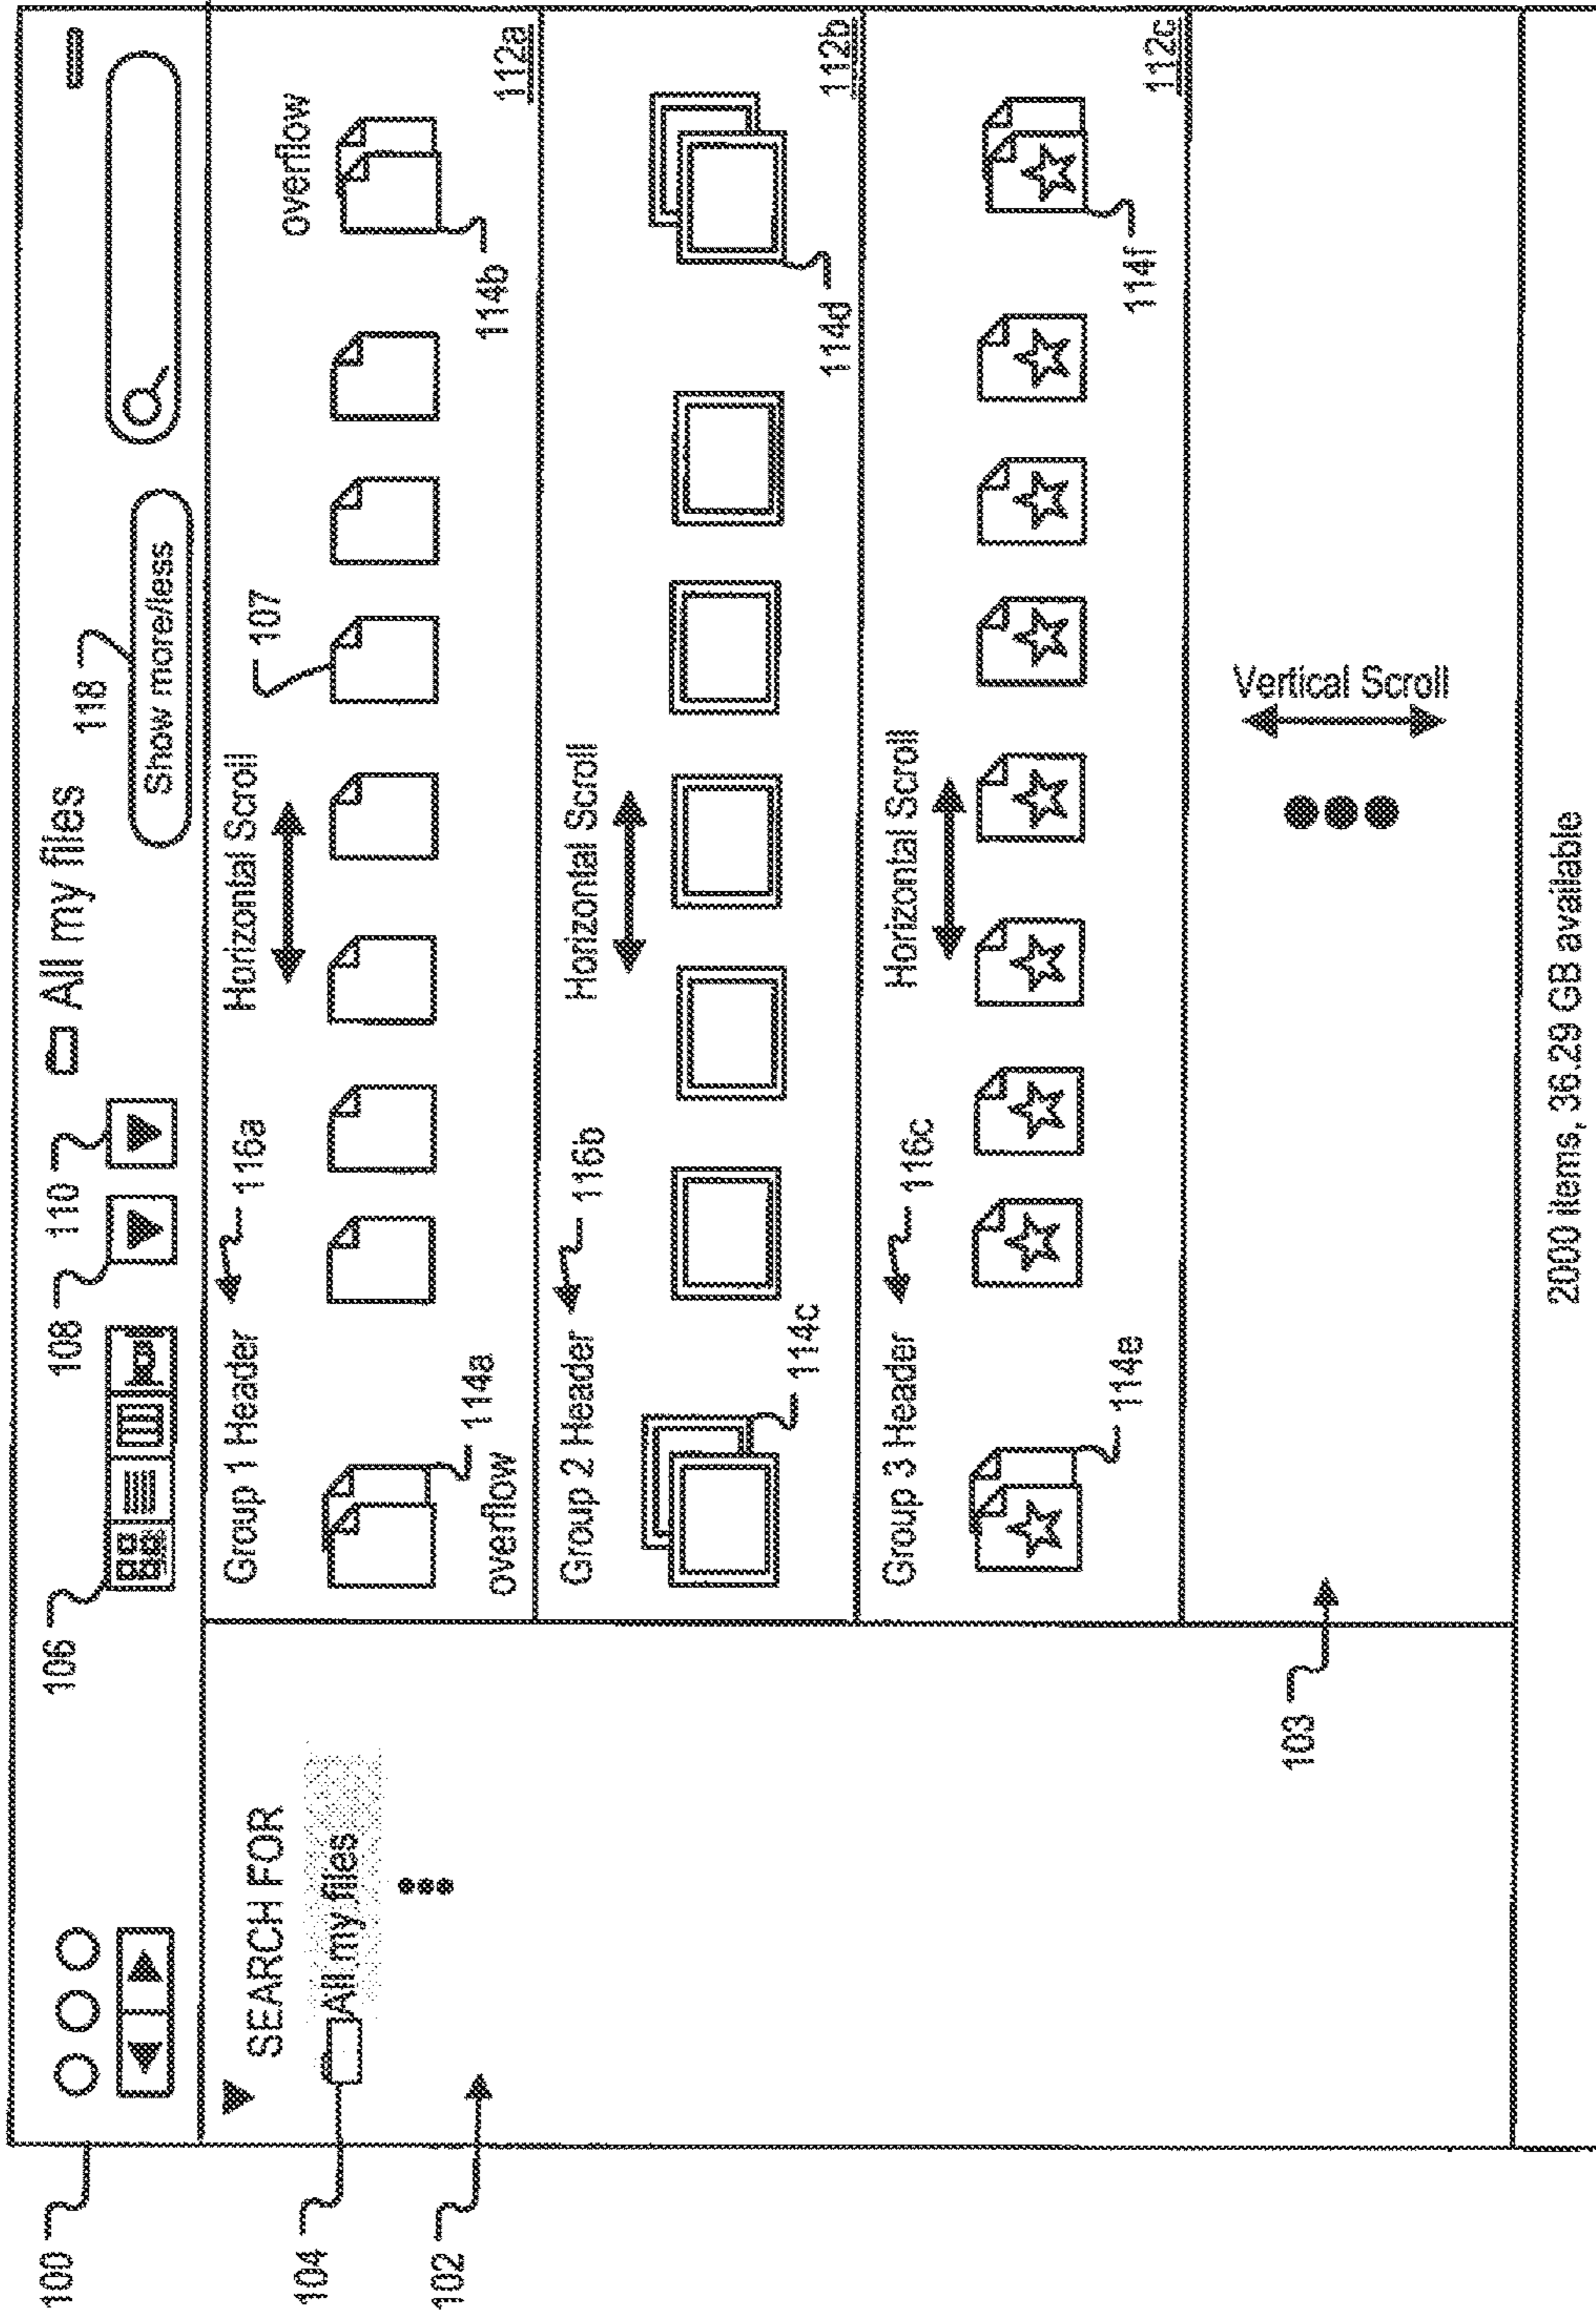 100
All my files
118
106
108
110
Show more/less
SEARCH FOR
104
All my files
102
Group 1 Header
116a
Horizontal Scroll
107
overflow
114a
overflow
114b
112a
Group 2 Header
116b
Horizontal Scroll
114c
114d
112b
Group 3 Header
116c
Horizontal Scroll
114e
114f
112c
103
Vertical Scroll
2000 items, 36.29 GB available